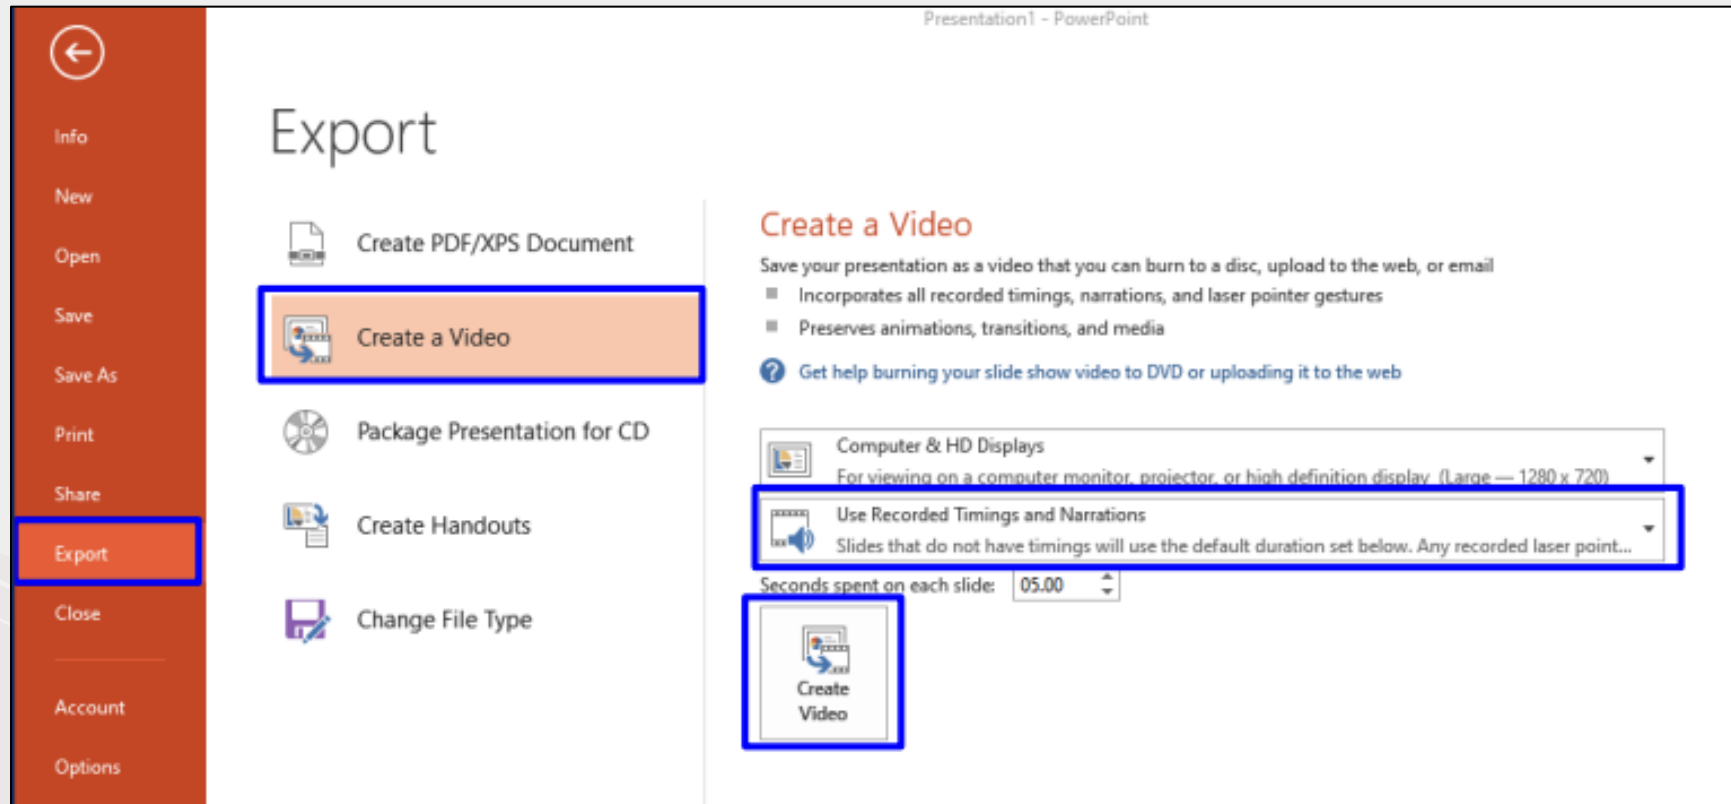 Presentation1 - PowerPoint
Info
New
Open
Save
Save As
Print
Share
Export
Close
Account
Options
Export
Create PDF/XPS Document
Create a Video
Package Presentation for CD
Create Handouts
Change File Type
Create a Video
Save your presentation as a video that you can burn to a disc, upload to the web, or email
Incorporates all recorded timings, narrations, and laser pointer gestures
Preserves animations, transitions, and media
Get help burning your slide show video to DVD or uploading it to the web
Computer & HD Displays
For viewing on a computer monitor, projector, or high definition display (Large — 1280 x 720)
Use Recorded Timings and Narrations
Slides that do not have timings will use the default duration set below. Any recorded laser point...
Seconds spent on each slide: 05.00
Create
Video